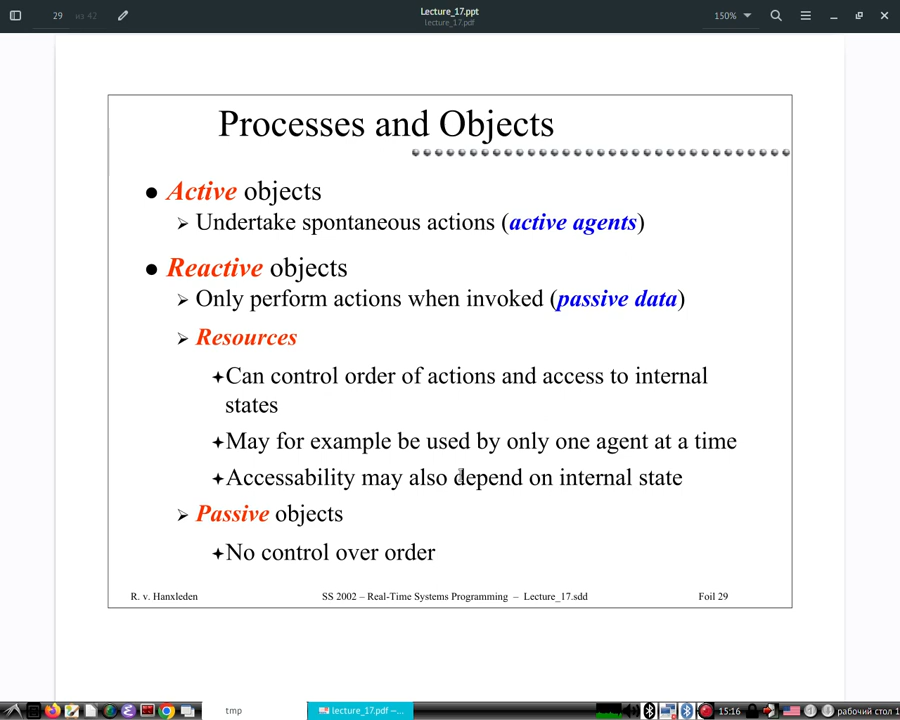 29 из 42
Lecture_17.ppt
lecture_17.pdf
150%
Processes and Objects
Active objects
Undertake spontaneous actions (active agents)
Reactive objects
Only perform actions when invoked (passive data)
Resources
Can control order of actions and access to internal
states
May for example be used by only one agent at a time
Accessability may also depend on internal state
Passive objects
No control over order
R. v. Hanxleden SS 2002 – Real-Time Systems Programming – Lecture_17.sdd Foil 29
tmp lecture_17.pdf —... 15:16 рабочий стол 1